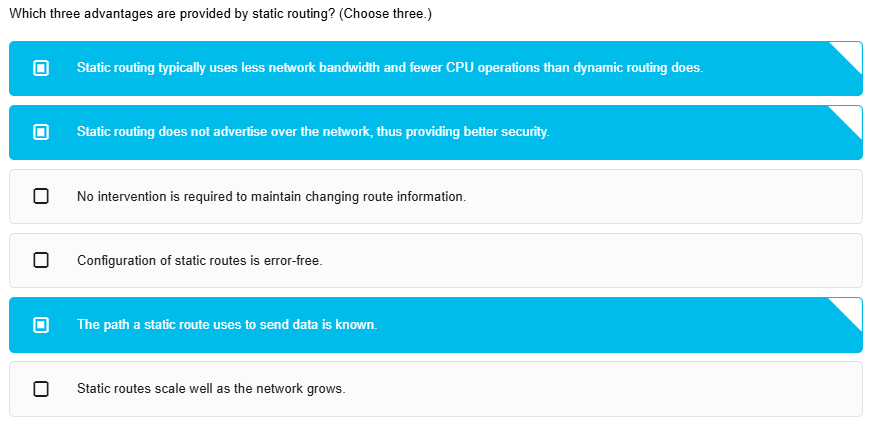 Which three advantages are provided by static routing? (Choose three.)
Static routing typically uses less network bandwidth and fewer CPU operations than dynamic routing does.
Static routing does not advertise over the network, thus providing better security.
No intervention is required to maintain changing route information.
Configuration of static routes is error-free.
The path a static route uses to send data is known.
Static routes scale well as the network grows.